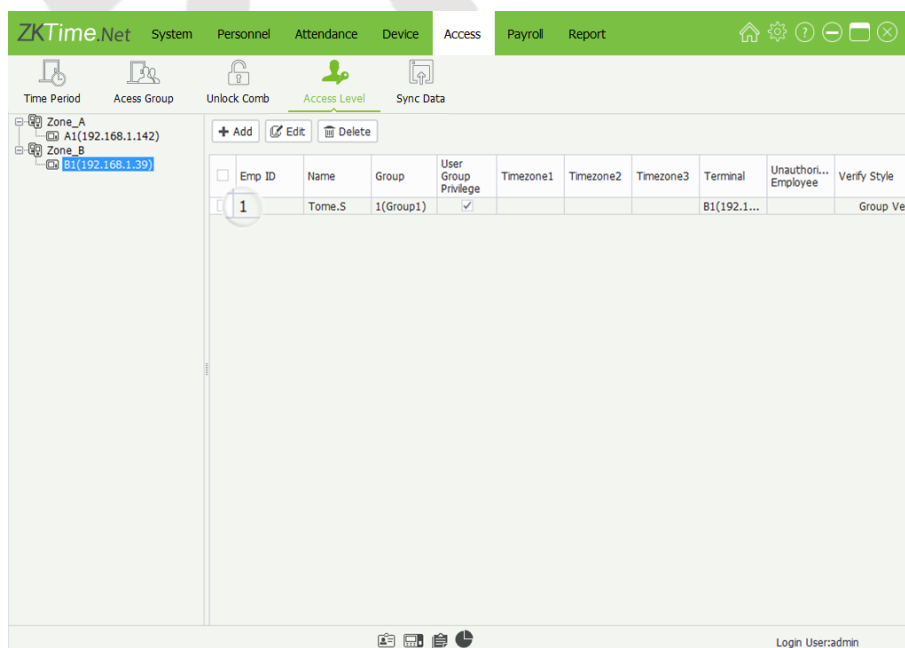 ZKTime.Net System Personnel Attendance Device Access Payroll Report
Time Period Acess Group Unlock Comb Access Level Sync Data
Zone_A
A1(192.168.1.142)
Zone_B
B1(192.168.1.39)
Add Edit Delete
Emp ID Name Group User Group Privilege Timezone1 Timezone2 Timezone3 Terminal Unauthori... Employee Verify Style
1 Tome.S 1(Group1) B1(192.1... Group Ve
Login User:admin